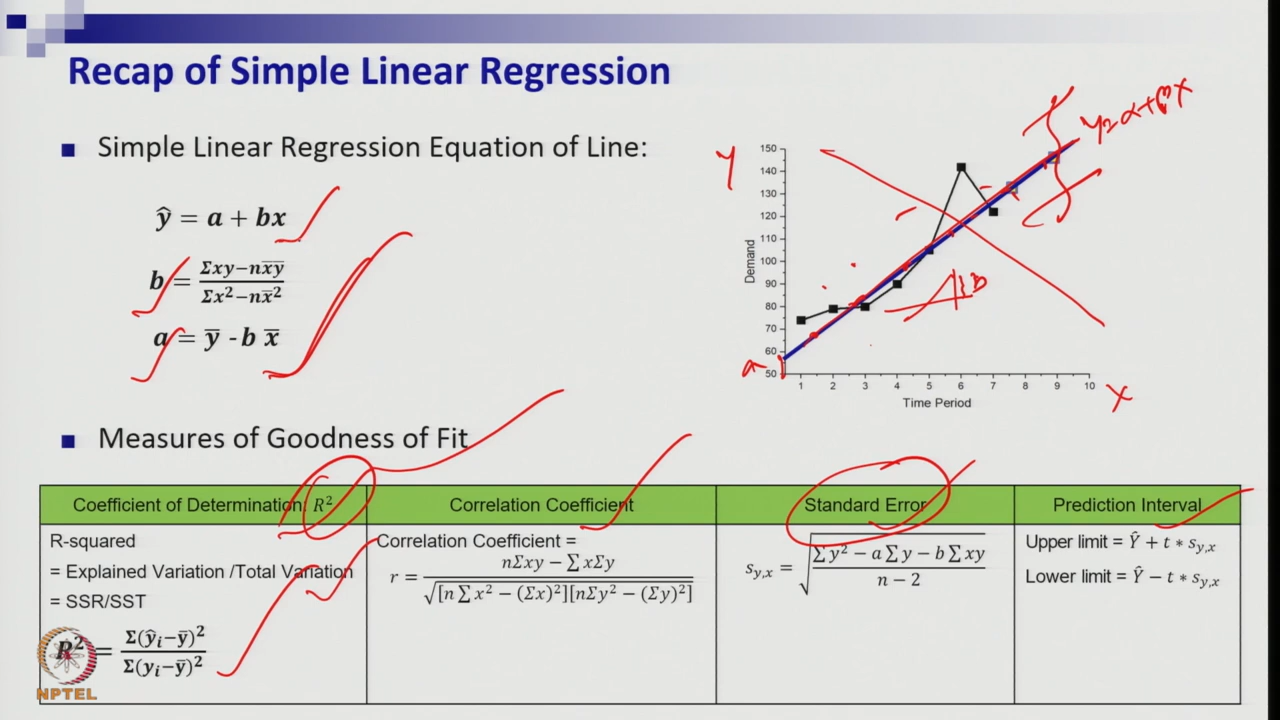 Recap of Simple Linear Regression
■ Simple Linear Regression Equation of Line:
ŷ = a + bx
b = (Σxy − nx̄ȳ) / (Σx² − nx̄²)
a = ȳ - b x̄
Y
150
140
130
120
110
100
90
80
70
60
50
Demand
1 2 3 4 5 6 7 8 9 10
Time Period
X
a
b
y = α + βx
■ Measures of Goodness of Fit
Coefficient of Determination, R²
Correlation Coefficient
Standard Error
Prediction Interval
R-squared
= Explained Variation /Total Variation
= SSR/SST
R² = Σ(ŷᵢ−ȳ)² / Σ(yᵢ−ȳ)²
Correlation Coefficient =
r = (nΣxy − ΣxΣy) / √([n Σx² − (Σx)²][nΣy² − (Σy)²])
s_y,x = √((Σy² − a Σy − b Σxy) / (n − 2))
Upper limit = Ŷ + t * s_y,x
Lower limit = Ŷ − t * s_y,x
NPTEL